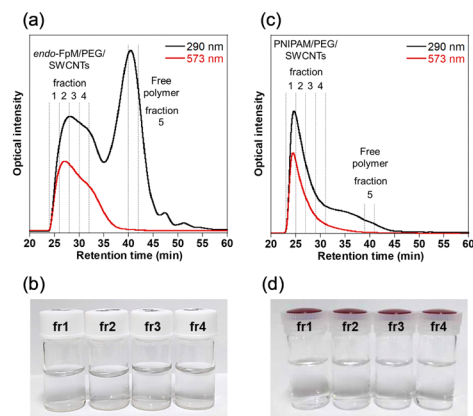 (a)
endo-FpM/PEG/
SWCNTs
fraction
1 2 3 4
290 nm
573 nm
Free
polymer
fraction
5
Optical intensity
20 25 30 35 40 45 50 55 60
Retention time (min)
(c)
PNIPAM/PEG/
SWCNTs
fraction
1 2 3 4
290 nm
573 nm
Free
polymer
fraction
5
Optical intensity
20 25 30 35 40 45 50 55 60
Retention time (min)
(b)
fr1 fr2 fr3 fr4
(d)
fr1 fr2 fr3 fr4